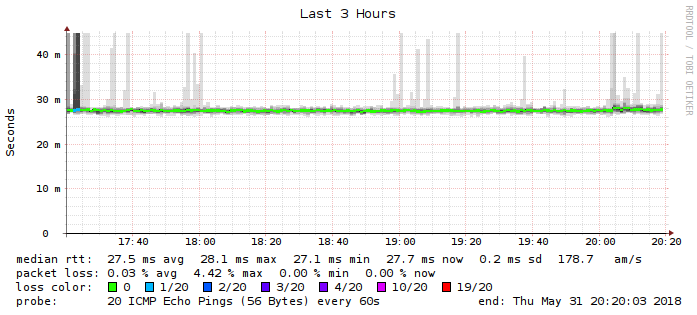 Last 3 Hours
RRDTOOL / TOBI OETIKER
Seconds
40 m
30 m
20 m
10 m
0
17:40 18:00 18:20 18:40 19:00 19:20 19:40 20:00 20:20
median rtt: 27.5 ms avg 28.1 ms max 27.1 ms min 27.7 ms now 0.2 ms sd 178.7 am/s
packet loss: 0.03 % avg 4.42 % max 0.00 % min 0.00 % now
loss color: 0 1/20 2/20 3/20 4/20 10/20 19/20
probe: 20 ICMP Echo Pings (56 Bytes) every 60s end: Thu May 31 20:20:03 2018